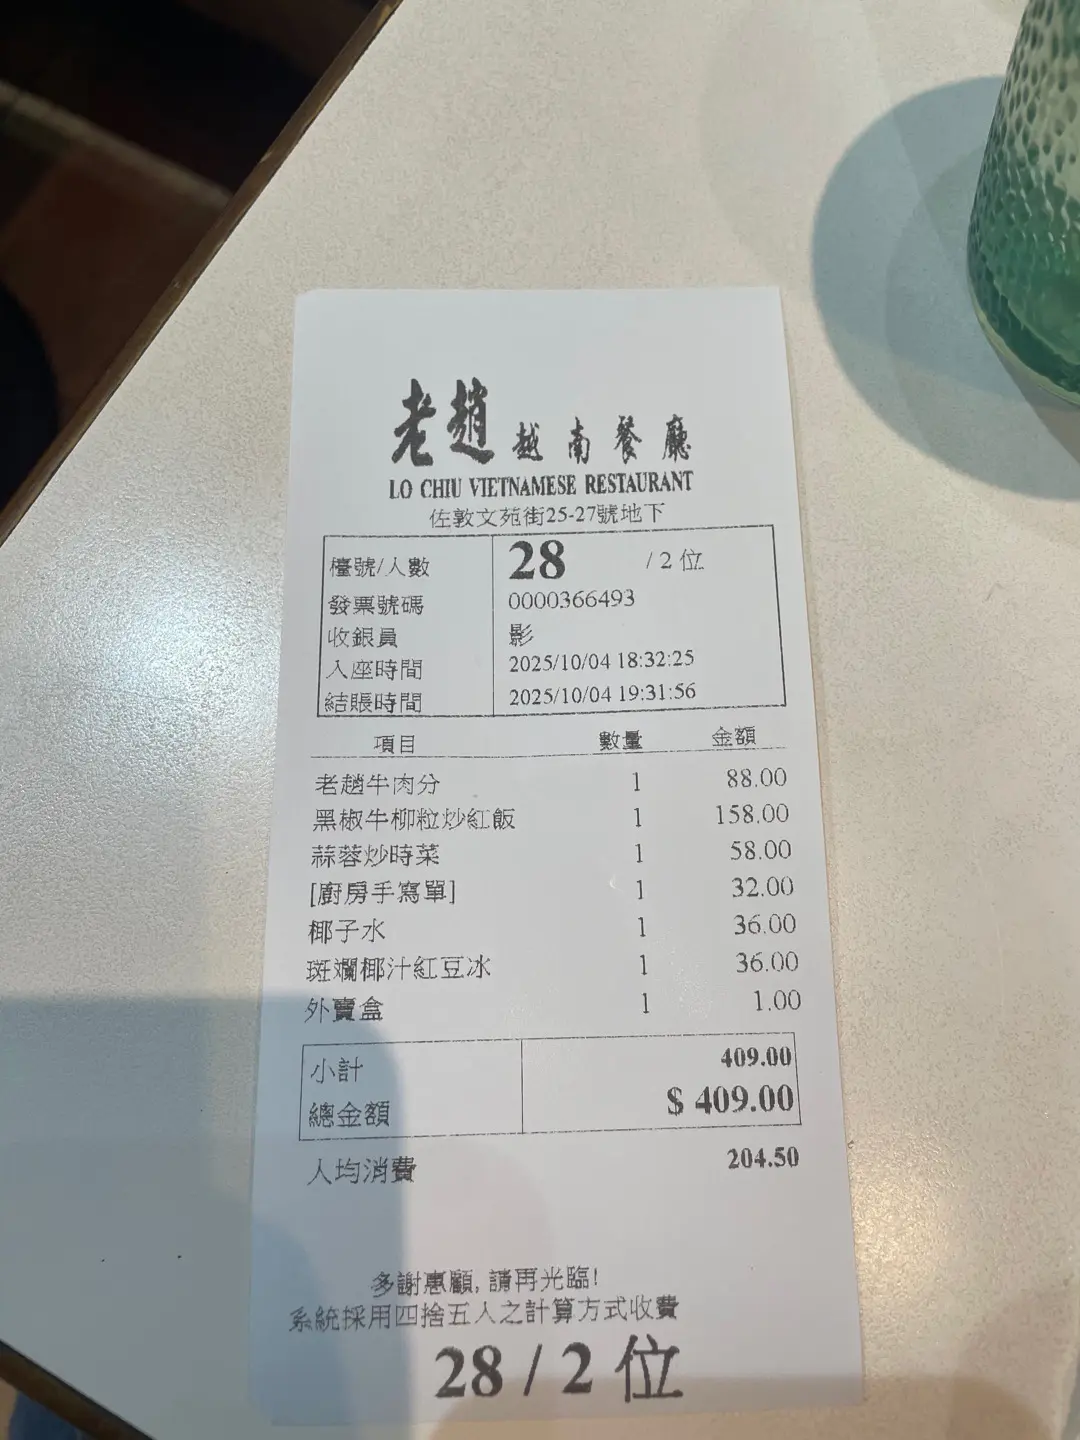 老趙越南餐廳
LO CHIU VIETNAMESE RESTAURANT
佐敦文苑街25-27號地下
檯號/人數 28 / 2 位
發票號碼 0000366493
收銀員 影
入座時間 2025/10/04 18:32:25
結賬時間 2025/10/04 19:31:56
項目 數量 金額
老趙牛肉分 1 88.00
黑椒牛柳粒炒紅飯 1 158.00
蒜蓉炒時菜 1 58.00
[廚房手寫單] 1 32.00
椰子水 1 36.00
斑斕椰汁紅豆冰 1 36.00
外賣盒 1 1.00
小計 409.00
總金額 $ 409.00
人均消費 204.50
多謝惠顧, 請再光臨!
系統採用四捨五入之計算方式收費
28 / 2 位